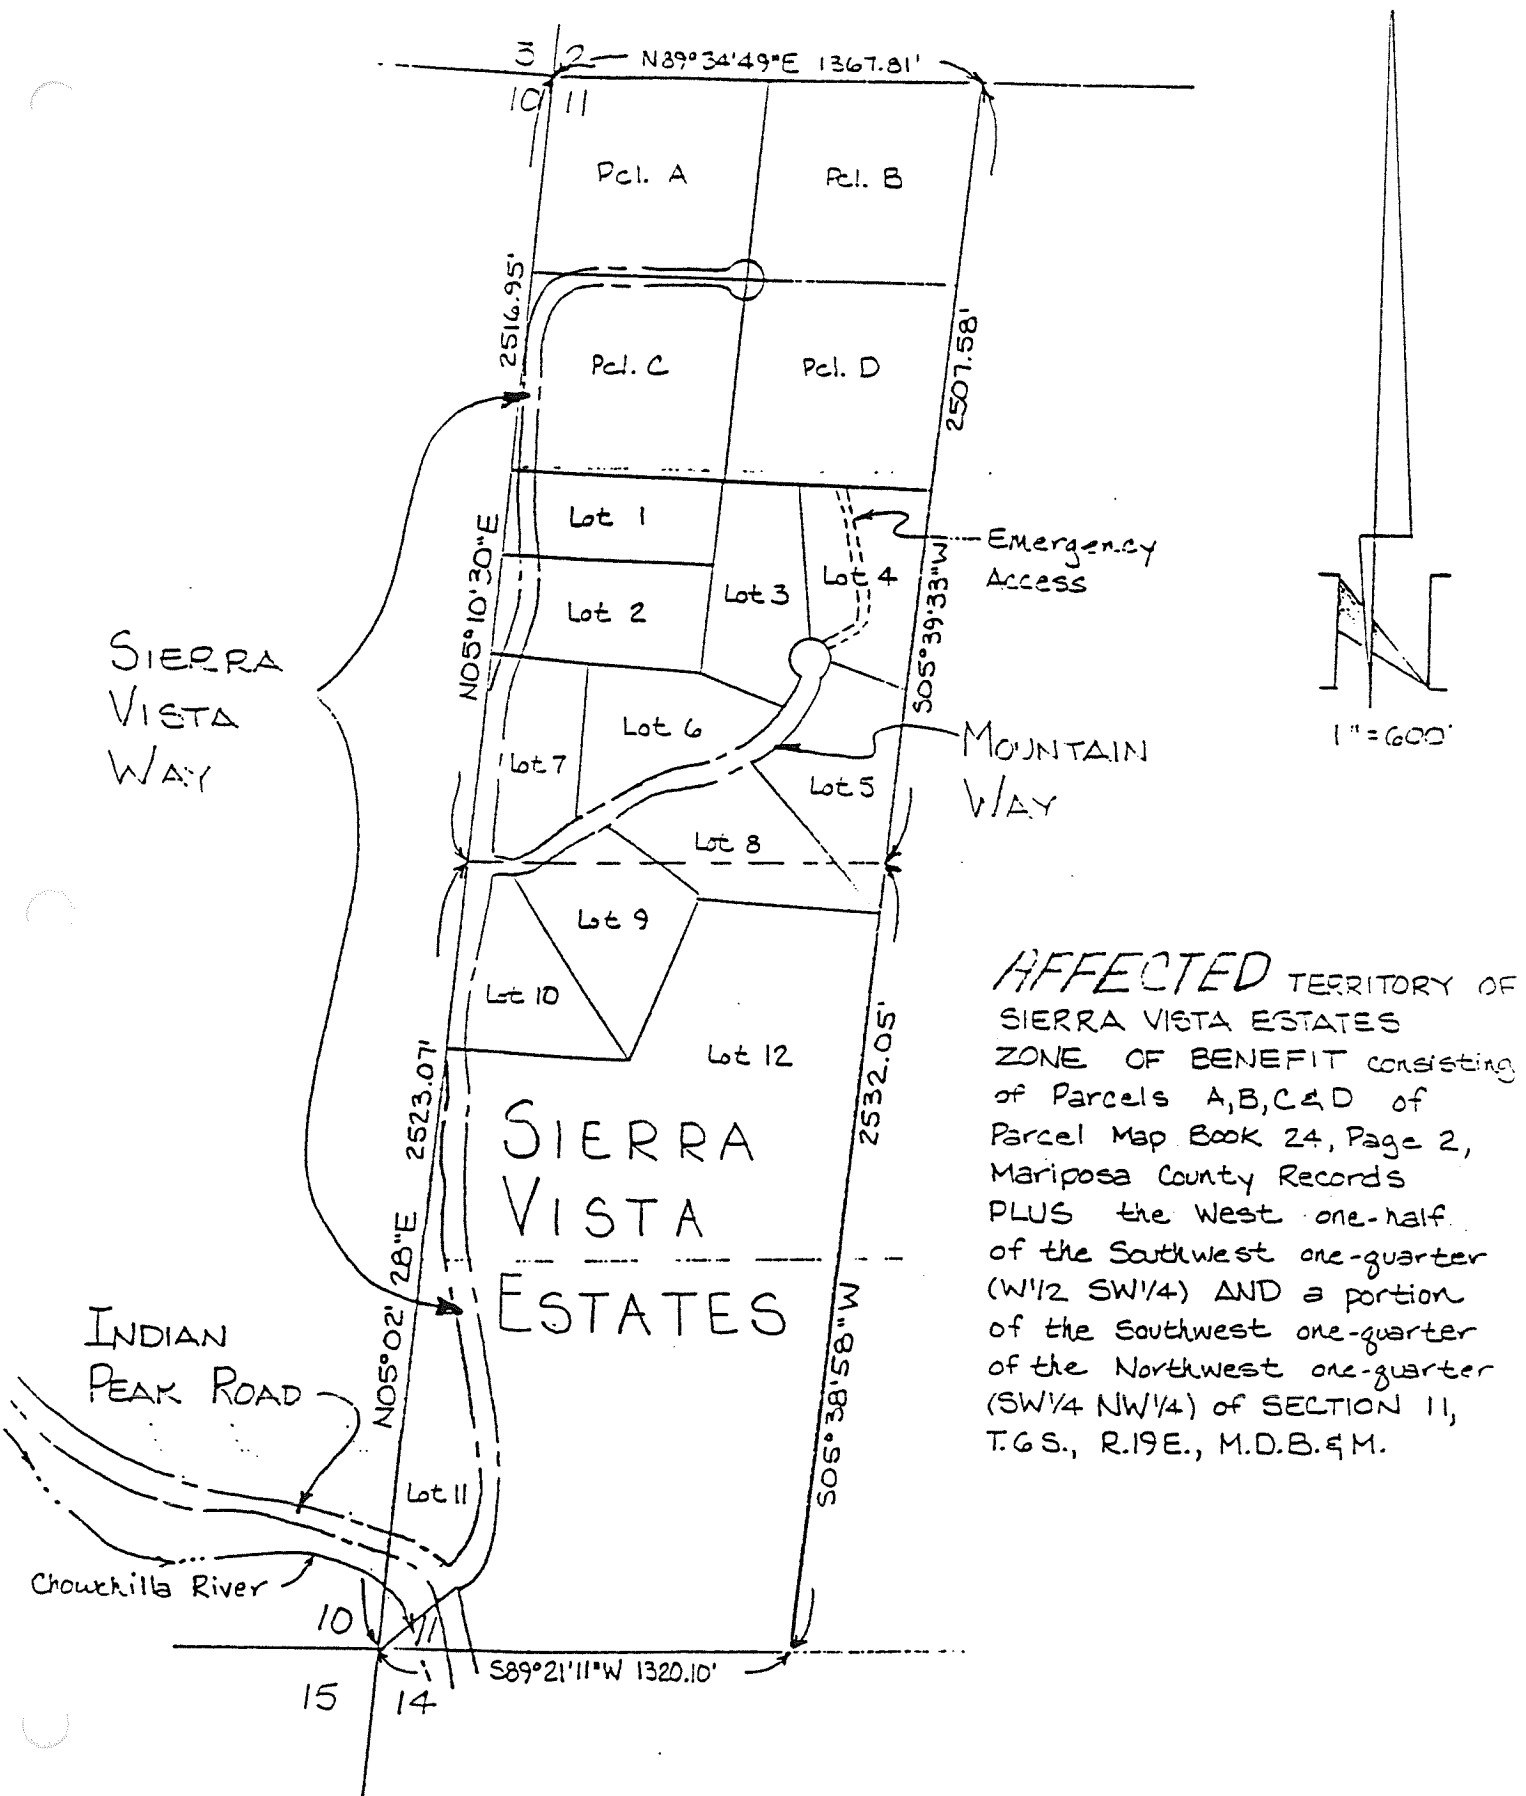 3 2 N89°34'49"E 1367.81'
10 11
Pcl. A
Pcl. B
2516.95'
Pcl. C
Pcl. D
2507.58'
Lot 1
N05°10'30"E
Emergency
Access
Lot 2
Lot 3
Lot 4
S05°39'33"W
SIERRA
VISTA
WAY
N
1"=600'
Lot 6
Lot 7
MOUNTAIN
WAY
Lot 5
Lot 8
Lot 9
Lot 10
AFFECTED TERRITORY OF
SIERRA VISTA ESTATES
ZONE OF BENEFIT consisting
of Parcels A,B,C&D of
Parcel Map Book 24, Page 2,
Mariposa County Records
PLUS the West one-half
of the Southwest one-quarter
(W1/2 SW1/4) AND a portion
of the Southwest one-quarter
of the Northwest one-quarter
(SW1/4 NW1/4) of SECTION 11,
T.6S., R.19E., M.D.B.&M.
Lot 12
2523.07'
2532.05'
SIERRA
VISTA
ESTATES
N05°02'28"E
S05°38'58"W
INDIAN
PEAK ROAD
Lot 11
Chowchilla River
10 11
S89°21'11"W 1320.10'
15 14